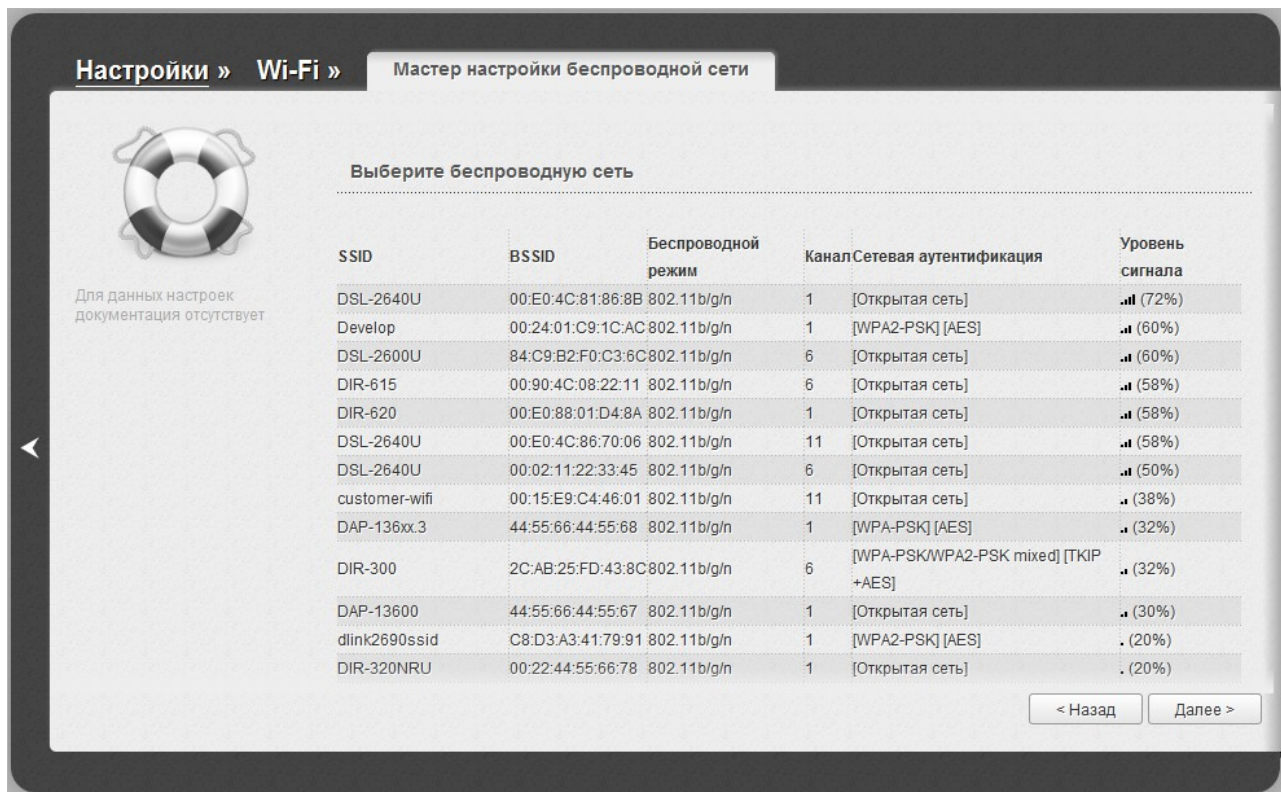 Настройки » Wi-Fi » Мастер настройки беспроводной сети
Выберите беспроводную сеть
Для данных настроек
документация отсутствует
SSID BSSID Беспроводной режим Канал Сетевая аутентификация Уровень сигнала
DSL-2640U 00:E0:4C:81:86:8B 802.11b/g/n 1 [Открытая сеть] (72%)
Develop 00:24:01:C9:1C:AC 802.11b/g/n 1 [WPA2-PSK] [AES] (60%)
DSL-2600U 84:C9:B2:F0:C3:6C 802.11b/g/n 6 [Открытая сеть] (60%)
DIR-615 00:90:4C:08:22:11 802.11b/g/n 6 [Открытая сеть] (58%)
DIR-620 00:E0:88:01:D4:8A 802.11b/g/n 1 [Открытая сеть] (58%)
DSL-2640U 00:E0:4C:86:70:06 802.11b/g/n 11 [Открытая сеть] (58%)
DSL-2640U 00:02:11:22:33:45 802.11b/g/n 6 [Открытая сеть] (50%)
customer-wifi 00:15:E9:C4:46:01 802.11b/g/n 11 [Открытая сеть] (38%)
DAP-136xx.3 44:55:66:44:55:68 802.11b/g/n 1 [WPA-PSK] [AES] (32%)
DIR-300 2C:AB:25:FD:43:8C 802.11b/g/n 6 [WPA-PSK/WPA2-PSK mixed] [TKIP +AES] (32%)
DAP-13600 44:55:66:44:55:67 802.11b/g/n 1 [Открытая сеть] (30%)
dlink2690ssid C8:D3:A3:41:79:91 802.11b/g/n 1 [WPA2-PSK] [AES] (20%)
DIR-320NRU 00:22:44:55:66:78 802.11b/g/n 1 [Открытая сеть] (20%)
< Назад Далее >